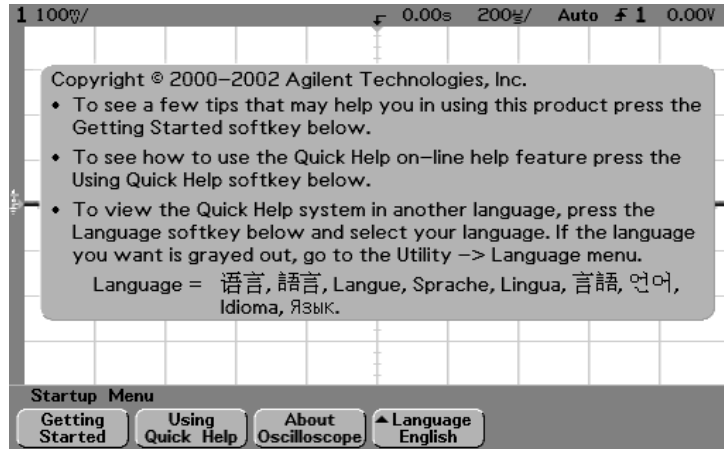 1 100㎷/ 0.00s 200㎲/ Auto 1 0.00V
Copyright © 2000–2002 Agilent Technologies, Inc.
• To see a few tips that may help you in using this product press the
Getting Started softkey below.
• To see how to use the Quick Help on–line help feature press the
Using Quick Help softkey below.
• To view the Quick Help system in another language, press the
Language softkey below and select your language. If the language
you want is grayed out, go to the Utility –> Language menu.
Language = 语言, 語言, Langue, Sprache, Lingua, 言語, 언어,
Idioma, Язык.
Startup Menu
Getting Started
Using Quick Help
About Oscilloscope
Language English